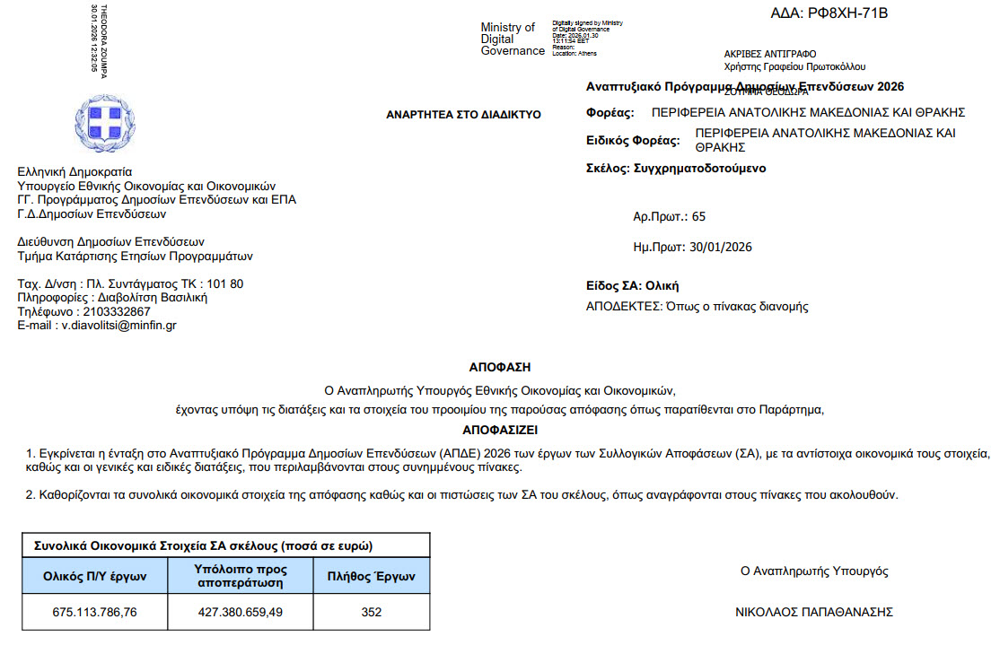 THEODORA ZOUMPA
30.01.2026 12:32:05
Ministry of
Digital
Governance
Digitally signed by Ministry
of Digital Governance
Date: 2026.01.30
13:11:54 EET
Reason:
Location: Athens
ΑΔΑ: ΡΦ8ΧΗ-71Β
ΑΚΡΙΒΕΣ ΑΝΤΙΓΡΑΦΟ
Χρήστης Γραφείου Πρωτοκόλλου
ΖΟΥΜΠΑ ΘΕΟΔΩΡΑ
Αναπτυξιακό Πρόγραμμα Δημοσίων Επενδύσεων 2026
ΑΝΑΡΤΗΤΕΑ ΣΤΟ ΔΙΑΔΙΚΤΥΟ
Φορέας: ΠΕΡΙΦΕΡΕΙΑ ΑΝΑΤΟΛΙΚΗΣ ΜΑΚΕΔΟΝΙΑΣ ΚΑΙ ΘΡΑΚΗΣ
Ειδικός Φορέας: ΠΕΡΙΦΕΡΕΙΑ ΑΝΑΤΟΛΙΚΗΣ ΜΑΚΕΔΟΝΙΑΣ ΚΑΙ
ΘΡΑΚΗΣ
Σκέλος: Συγχρηματοδοτούμενο
Ελληνική Δημοκρατία
Υπουργείο Εθνικής Οικονομίας και Οικονομικών
ΓΓ. Προγράμματος Δημοσίων Επενδύσεων και ΕΠΑ
Γ.Δ.Δημοσίων Επενδύσεων
Διεύθυνση Δημοσίων Επενδύσεων
Τμήμα Κατάρτισης Ετησίων Προγραμμάτων
Ταχ. Δ/νση : Πλ. Συντάγματος ΤΚ : 101 80
Πληροφορίες : Διαβολίτση Βασιλική
Τηλέφωνο : 2103332867
E-mail : v.diavolitsi@minfin.gr
Αρ.Πρωτ.: 65
Ημ.Πρωτ: 30/01/2026
Είδος ΣΑ: Ολική
ΑΠΟΔΕΚΤΕΣ: Όπως ο πίνακας διανομής
ΑΠΟΦΑΣΗ
Ο Αναπληρωτής Υπουργός Εθνικής Οικονομίας και Οικονομικών,
έχοντας υπόψη τις διατάξεις και τα στοιχεία του προοιμίου της παρούσας απόφασης όπως παρατίθενται στο Παράρτημα,
ΑΠΟΦΑΣΙΖΕΙ
1. Εγκρίνεται η ένταξη στο Αναπτυξιακό Πρόγραμμα Δημοσίων Επενδύσεων (ΑΠΔΕ) 2026 των έργων των Συλλογικών Αποφάσεων (ΣΑ), με τα αντίστοιχα οικονομικά τους στοιχεία,
καθώς και οι γενικές και ειδικές διατάξεις, που περιλαμβάνονται στους συνημμένους πίνακες.
2. Καθορίζονται τα συνολικά οικονομικά στοιχεία της απόφασης καθώς και οι πιστώσεις των ΣΑ του σκέλους, όπως αναγράφονται στους πίνακες που ακολουθούν.
Συνολικά Οικονομικά Στοιχεία ΣΑ σκέλους (ποσά σε ευρώ)
Ολικός Π/Υ έργων
Υπόλοιπο προς
αποπεράτωση
Πλήθος Έργων
675.113.786,76
427.380.659,49
352
Ο Αναπληρωτής Υπουργός
ΝΙΚΟΛΑΟΣ ΠΑΠΑΘΑΝΑΣΗΣ